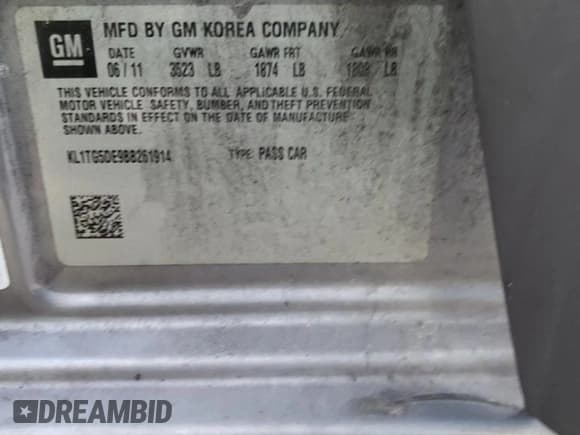 GM
MFD BY GM KOREA COMPANY
DATE GVWR GAWR FRT GAWR RR
06/11 3523 LB 1874 LB 1808 LB
THIS VEHICLE CONFORMS TO ALL APPLICABLE U.S. FEDERAL
MOTOR VEHICLE SAFETY, BUMPER, AND THEFT PREVENTION
STANDARDS IN EFFECT ON THE DATE OF MANUFACTURE
SHOWN ABOVE.
KL1TG5DE9BB261914 TYPE: PASS CAR
DREAMBID